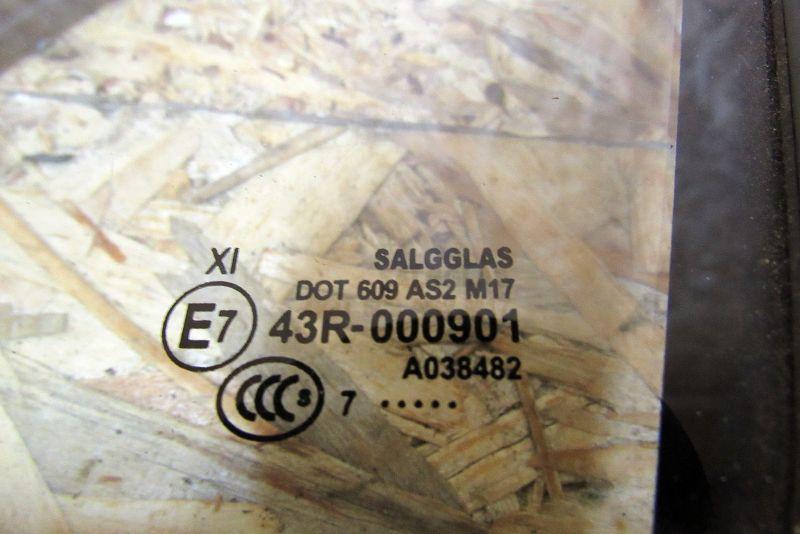 XI SALGGLAS
DOT 609 AS2 M17
E7 43R-000901
A038482
CCC S 7 .....